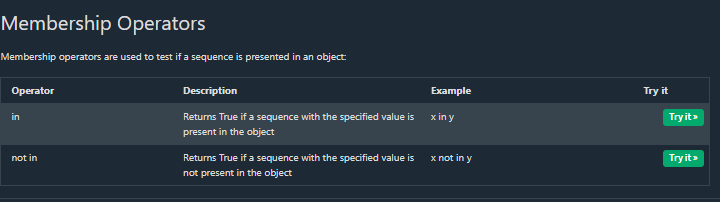 Membership Operators
Membership operators are used to test if a sequence is presented in an object:
Operator Description Example Try it
in Returns True if a sequence with the specified value is present in the object x in y Try it »
not in Returns True if a sequence with the specified value is not present in the object x not in y Try it »